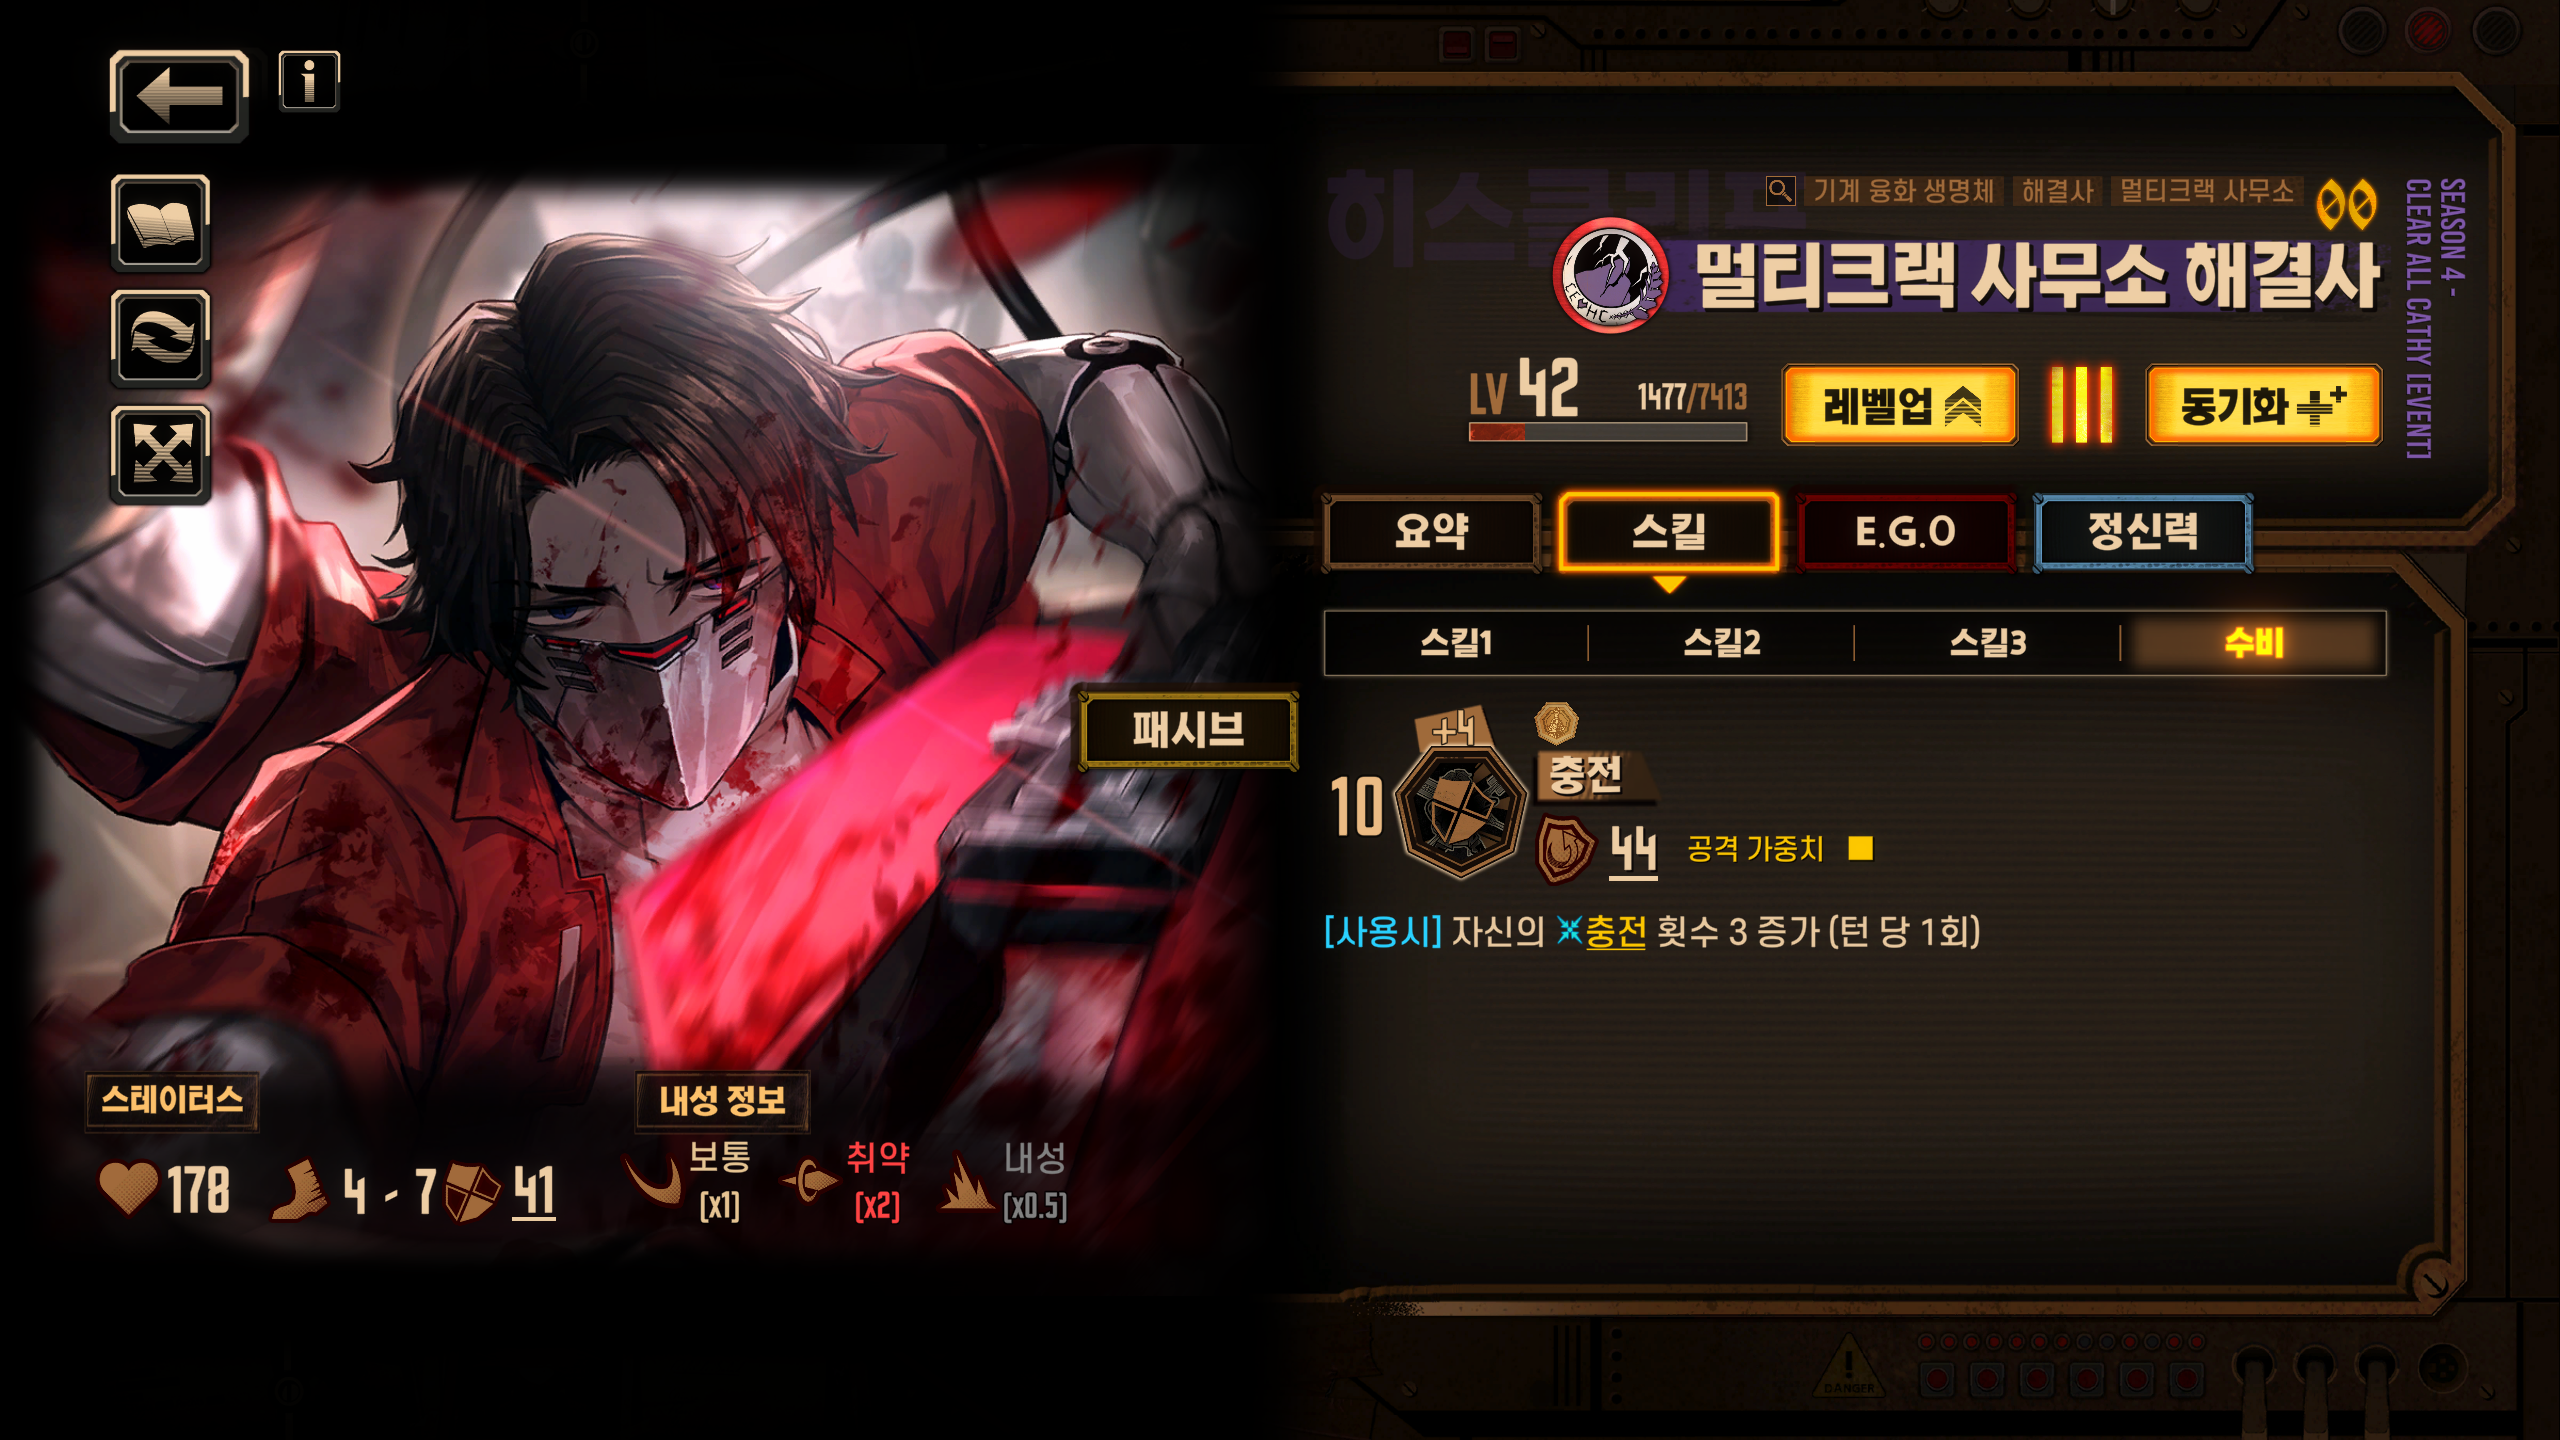 히스클리프
기계 융화 생명체 해결사 멀티크랙 사무소
멀티크랙 사무소 해결사
SEASON 4 -
CLEAR ALL CATHY [EVENT]
LV 42 1477/7413
레벨업
동기화
요약 스킬 E.G.O 정신력
스킬1 스킬2 스킬3 수비
패시브
+4
10
충전
44 공격 가중치
[사용시] 자신의 충전 횟수 3 증가 (턴 당 1회)
스테이터스
178 4 - 7 41
내성 정보
보통 취약 내성
[x1] [x2] [x0.5]
DANGER